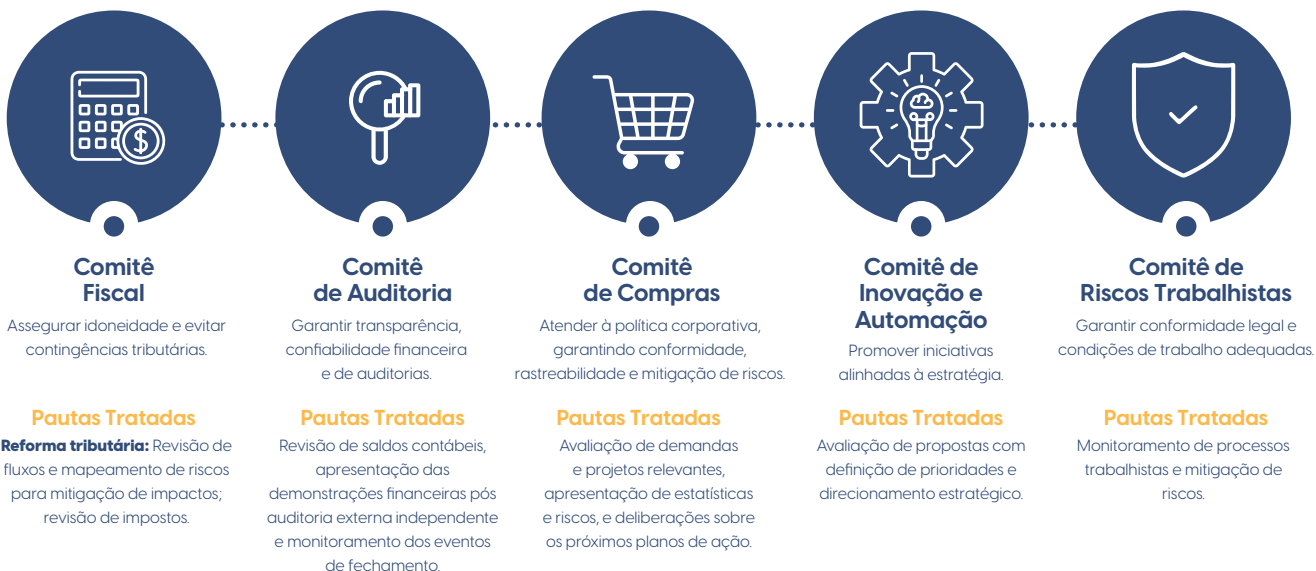 $
Comitê
Fiscal
Assegurar idoneidade e evitar
contingências tributárias.
Pautas Tratadas
Reforma tributária: Revisão de
fluxos e mapeamento de riscos
para mitigação de impactos;
revisão de impostos.
Comitê
de Auditoria
Garantir transparência,
confiabilidade financeira
e de auditorias.
Pautas Tratadas
Revisão de saldos contábeis,
apresentação das
demonstrações financeiras pós
auditoria externa independente
e monitoramento dos eventos
de fechamento.
Comitê
de Compras
Atender à política corporativa,
garantindo conformidade,
rastreabilidade e mitigação de riscos.
Pautas Tratadas
Avaliação de demandas
e projetos relevantes,
apresentação de estatísticas
e riscos, e deliberações sobre
os próximos planos de ação.
Comitê de
Inovação e
Automação
Promover iniciativas
alinhadas à estratégia.
Pautas Tratadas
Avaliação de propostas com
definição de prioridades e
direcionamento estratégico.
Comitê de
Riscos Trabalhistas
Garantir conformidade legal e
condições de trabalho adequadas.
Pautas Tratadas
Monitoramento de processos
trabalhistas e mitigação de
riscos.